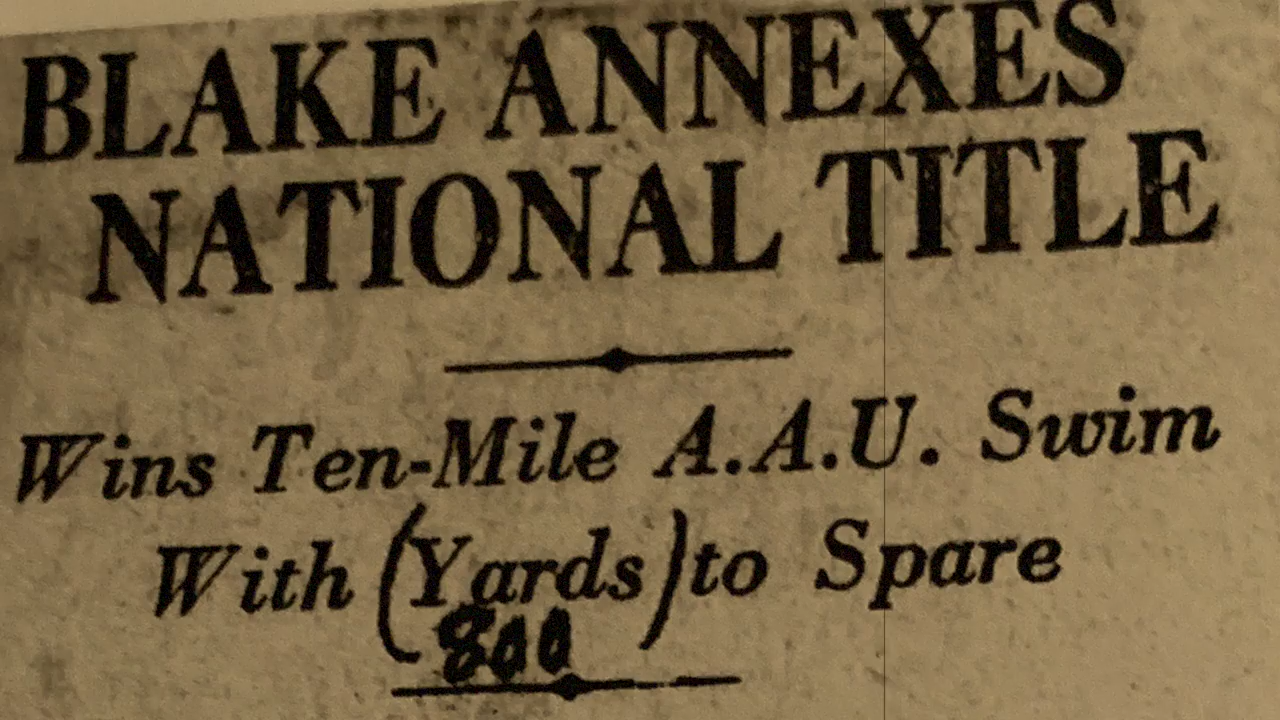 BLAKE ANNEXES
NATIONAL TITLE
Wins Ten-Mile A.A.U. Swim
With (Yards) to Spare
800